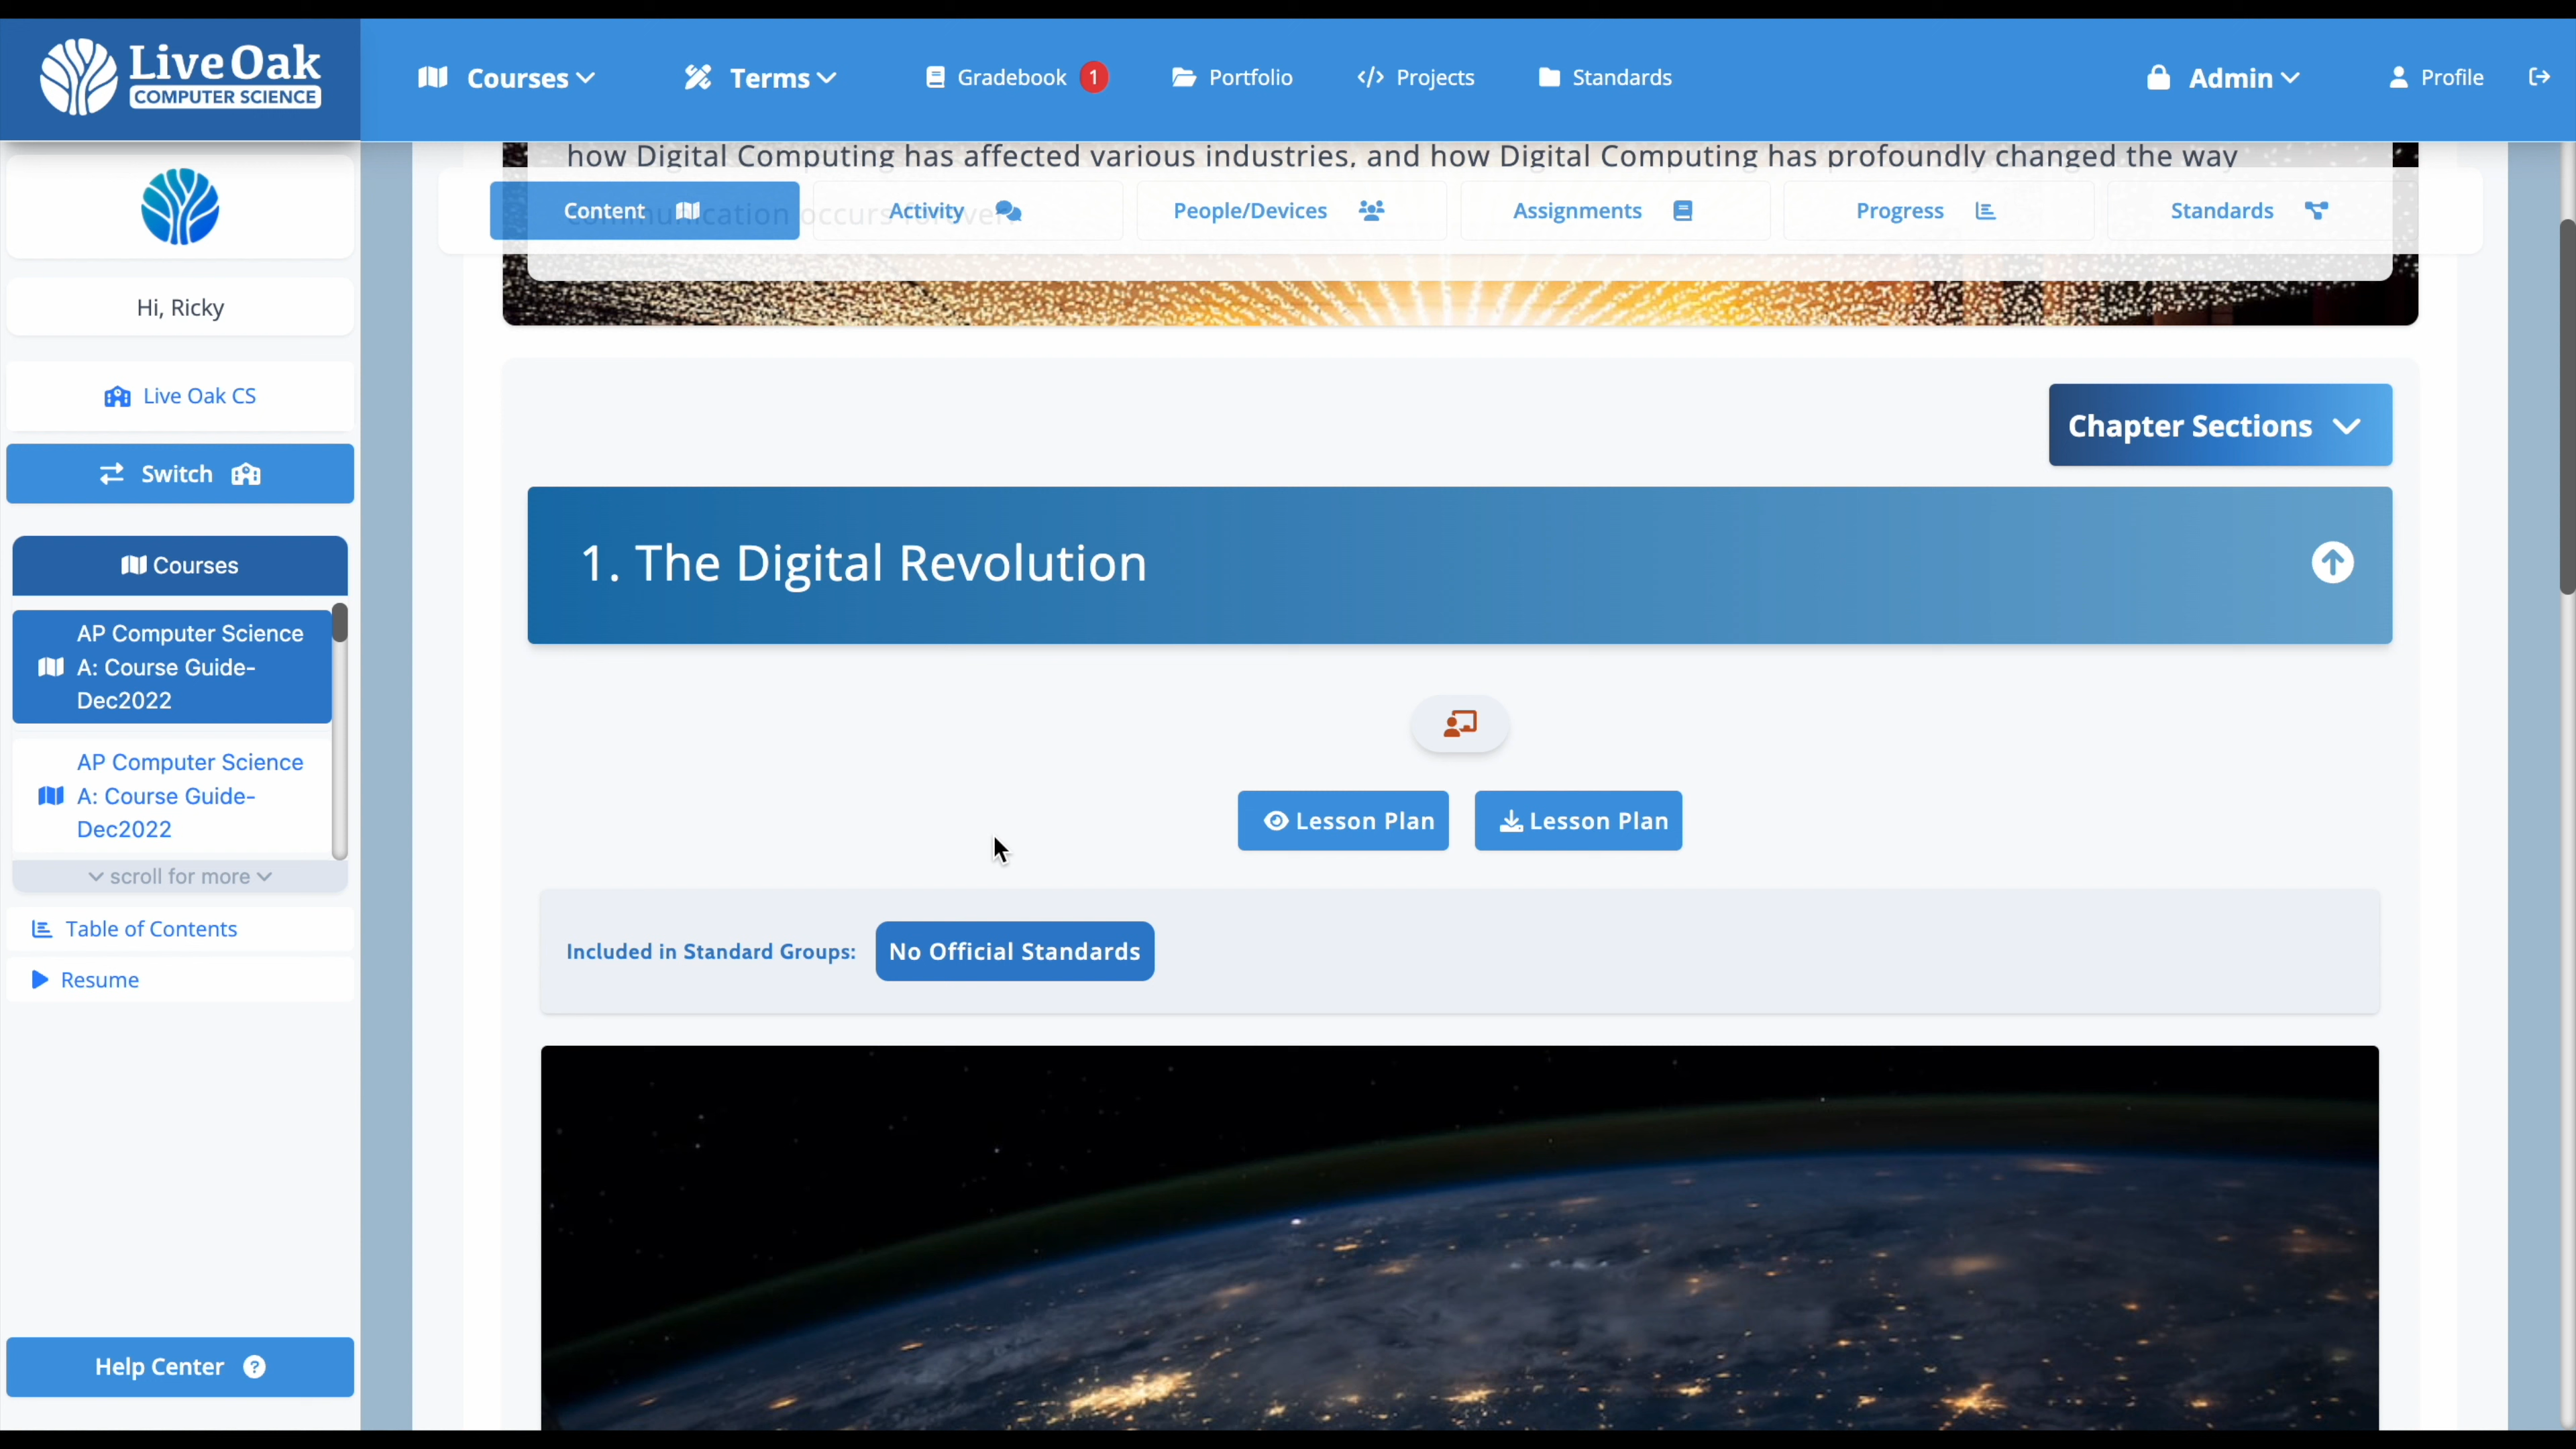 Live Oak
COMPUTER SCIENCE
Courses
Terms
Gradebook 1
Portfolio
</> Projects
Standards
Admin
Profile
Hi, Ricky
Live Oak CS
Switch
Courses
AP Computer Science
A: Course Guide-
Dec2022
AP Computer Science
A: Course Guide-
Dec2022
scroll for more
Table of Contents
Resume
Help Center ?
how Digital Computing has affected various industries, and how Digital Computing has profoundly changed the way
communication occurs forever.
Content
Activity
People/Devices
Assignments
Progress
Standards
Chapter Sections
1. The Digital Revolution
Lesson Plan
Lesson Plan
Included in Standard Groups: No Official Standards